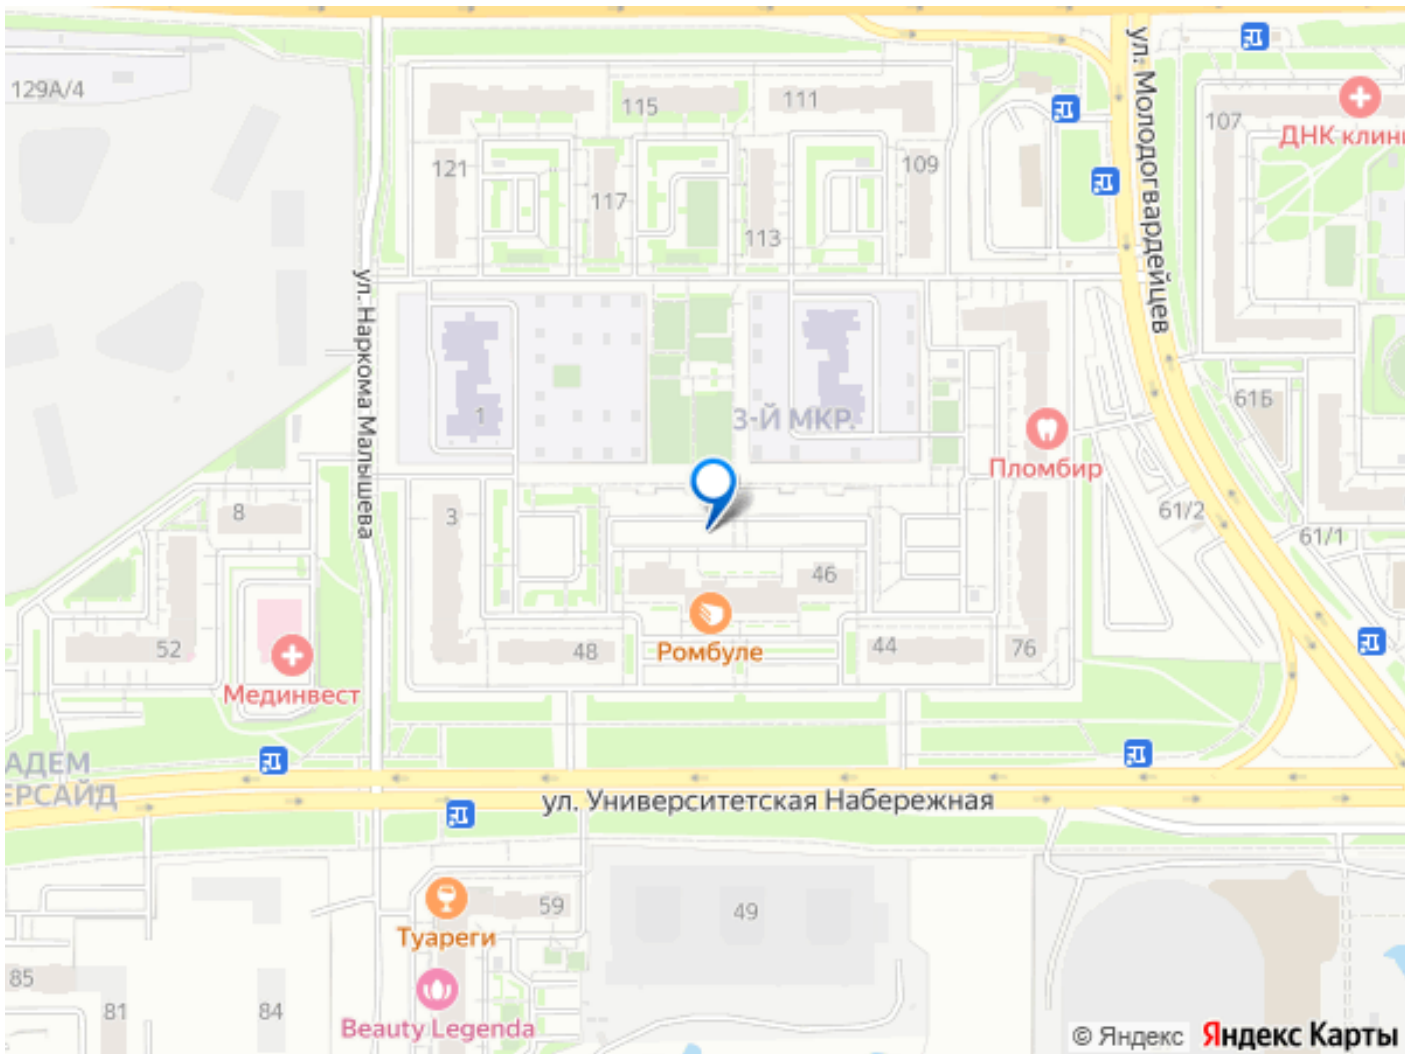 129А/4
115
111
ул. Молодогвардейцев
107
ДНК клини
121
117
109
113
ул. Наркома Малышева
1
3-Й МКР.
61Б
Пломбир
8
3
61/2
61/1
46
52
48
Ромбуле
44
76
Мединвест
АДЕМ
ЕРСАЙД
ул. Университетская Набережная
59
49
Туареги
85
81
84
Beauty Legenda
© Яндекс Яндекс Карты